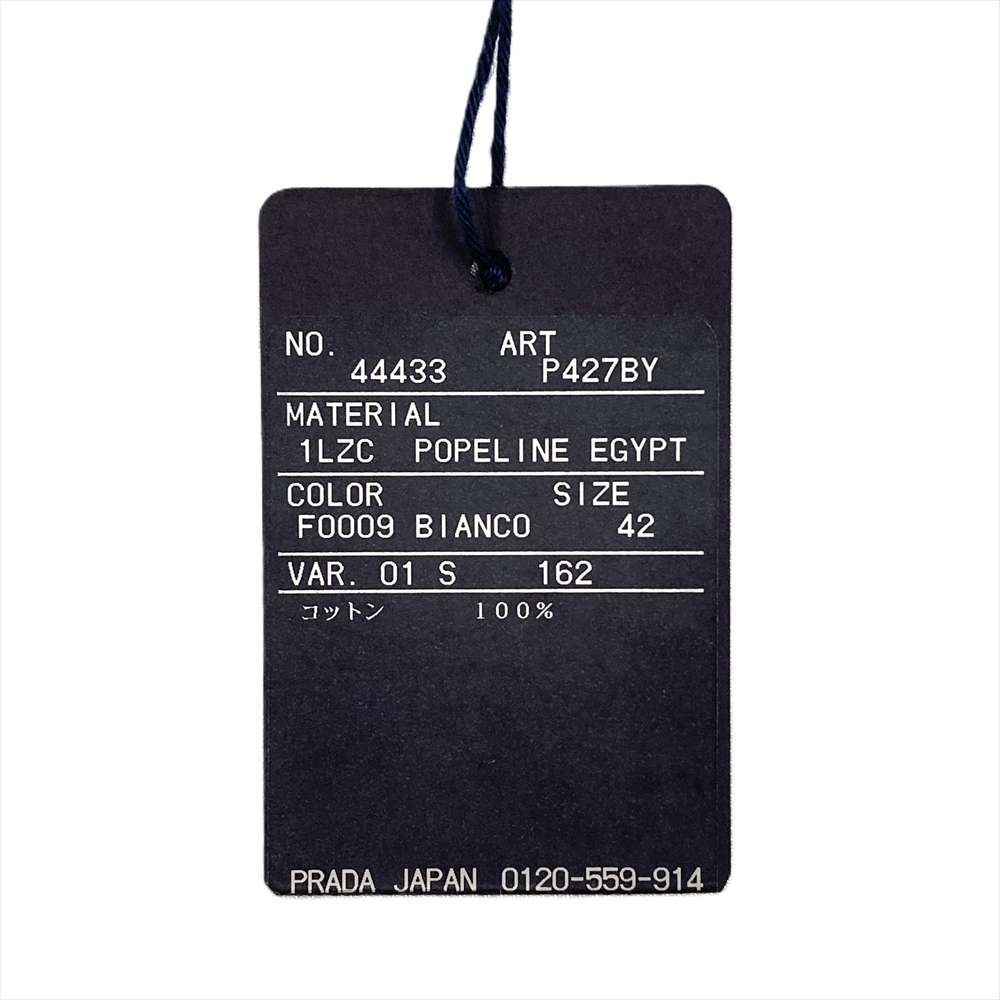 NO. ART
44433 P427BY
MATERIAL
1LZC POPELINE EGYPT
COLOR SIZE
F0009 BIANCO 42
VAR. 01 S 162
コットン １００％
PRADA JAPAN 0120-559-914